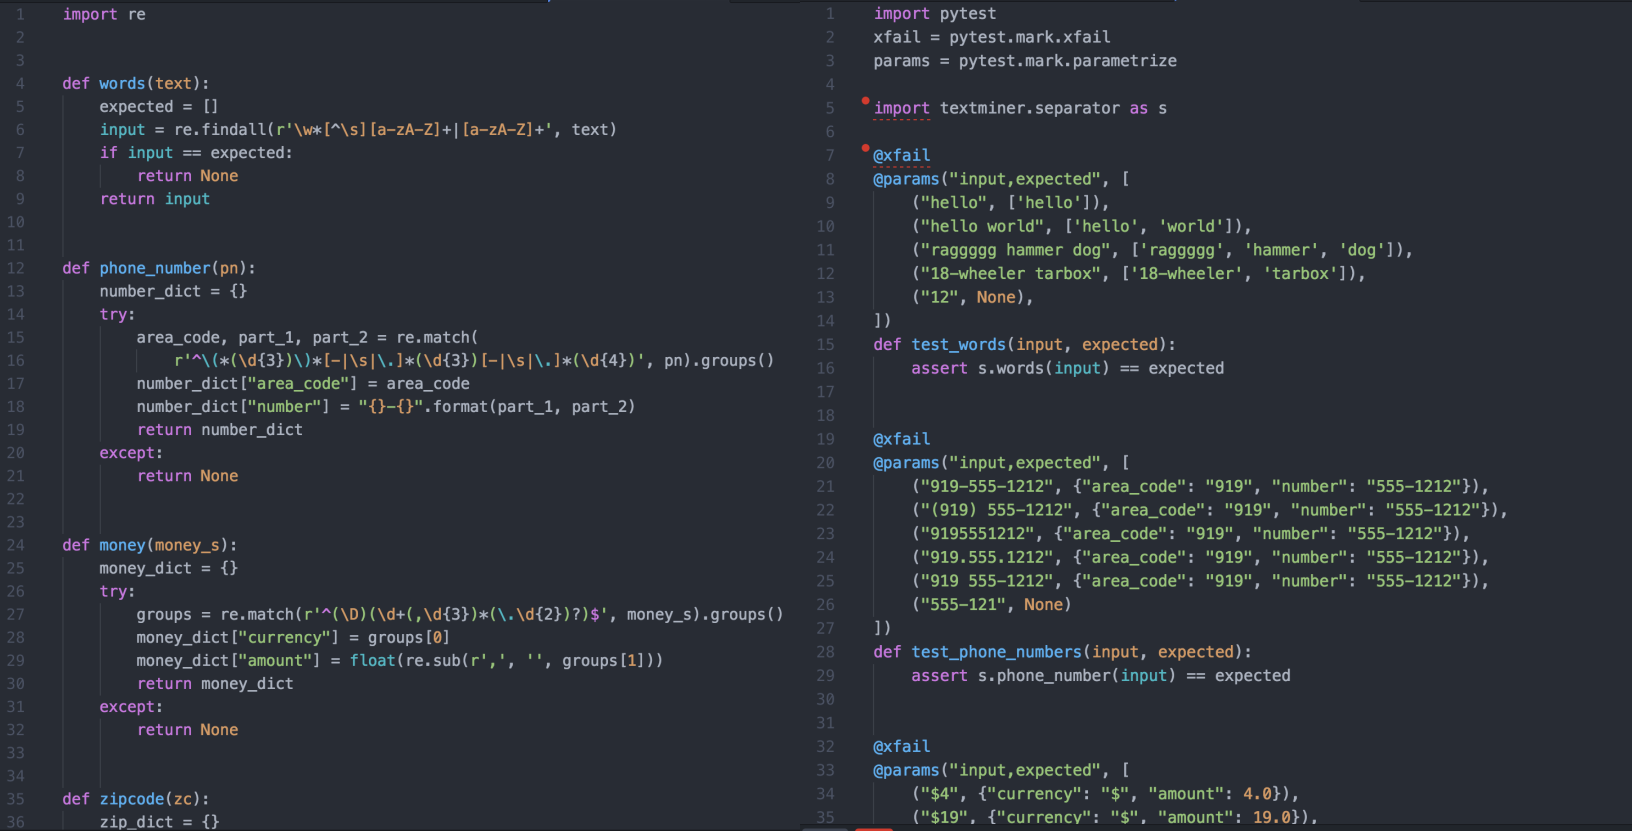 1 import re
2
3
4 def words(text):
5 expected = []
6 input = re.findall(r'\w*[^\s][a-zA-Z]+|[a-zA-Z]+', text)
7 if input == expected:
8 return None
9 return input
10
11
12 def phone_number(pn):
13 number_dict = {}
14 try:
15 area_code, part_1, part_2 = re.match(
16 r'^\(*(\d{3})\)*[-|\s|\.]*(\d{3})[-|\s|\.]*(\d{4})', pn).groups()
17 number_dict["area_code"] = area_code
18 number_dict["number"] = "{}-{}".format(part_1, part_2)
19 return number_dict
20 except:
21 return None
22
23
24 def money(money_s):
25 money_dict = {}
26 try:
27 groups = re.match(r'^(\D)(\d+(,\d{3})*(\.\d{2})?)$', money_s).groups()
28 money_dict["currency"] = groups[0]
29 money_dict["amount"] = float(re.sub(r',', '', groups[1]))
30 return money_dict
31 except:
32 return None
33
34
35 def zipcode(zc):
36 zip_dict = {}
1 import pytest
2 xfail = pytest.mark.xfail
3 params = pytest.mark.parametrize
4
5 import textminer.separator as s
6
7 @xfail
8 @params("input,expected", [
9 ("hello", ['hello']),
10 ("hello world", ['hello', 'world']),
11 ("raggggg hammer dog", ['raggggg', 'hammer', 'dog']),
12 ("18-wheeler tarbox", ['18-wheeler', 'tarbox']),
13 ("12", None),
14 ])
15 def test_words(input, expected):
16 assert s.words(input) == expected
17
18
19 @xfail
20 @params("input,expected", [
21 ("919-555-1212", {"area_code": "919", "number": "555-1212"}),
22 ("(919) 555-1212", {"area_code": "919", "number": "555-1212"}),
23 ("9195551212", {"area_code": "919", "number": "555-1212"}),
24 ("919.555.1212", {"area_code": "919", "number": "555-1212"}),
25 ("919 555-1212", {"area_code": "919", "number": "555-1212"}),
26 ("555-121", None)
27 ])
28 def test_phone_numbers(input, expected):
29 assert s.phone_number(input) == expected
30
31
32 @xfail
33 @params("input,expected", [
34 ("$4", {"currency": "$", "amount": 4.0}),
35 ("$19", {"currency": "$", "amount": 19.0}),